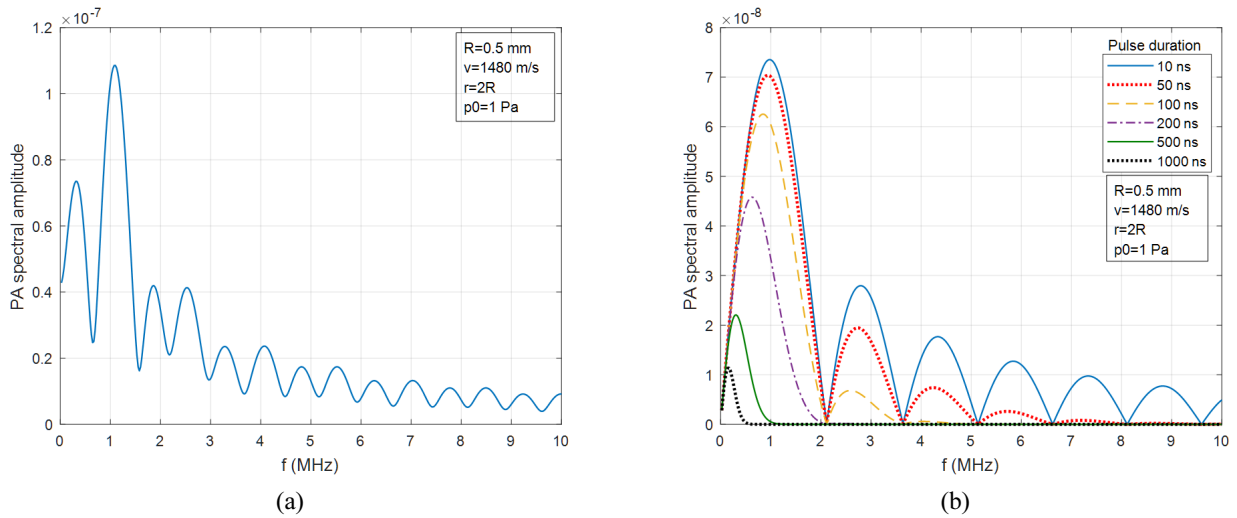 ×10⁻⁷
1.2
1
0.8
0.6
0.4
0.2
0
PA spectral amplitude
R=0.5 mm
v=1480 m/s
r=2R
p0=1 Pa
0 1 2 3 4 5 6 7 8 9 10
f (MHz)
(a)
×10⁻⁸
8
7
6
5
4
3
2
1
0
PA spectral amplitude
Pulse duration
10 ns
50 ns
100 ns
200 ns
500 ns
1000 ns
R=0.5 mm
v=1480 m/s
r=2R
p0=1 Pa
0 1 2 3 4 5 6 7 8 9 10
f (MHz)
(b)